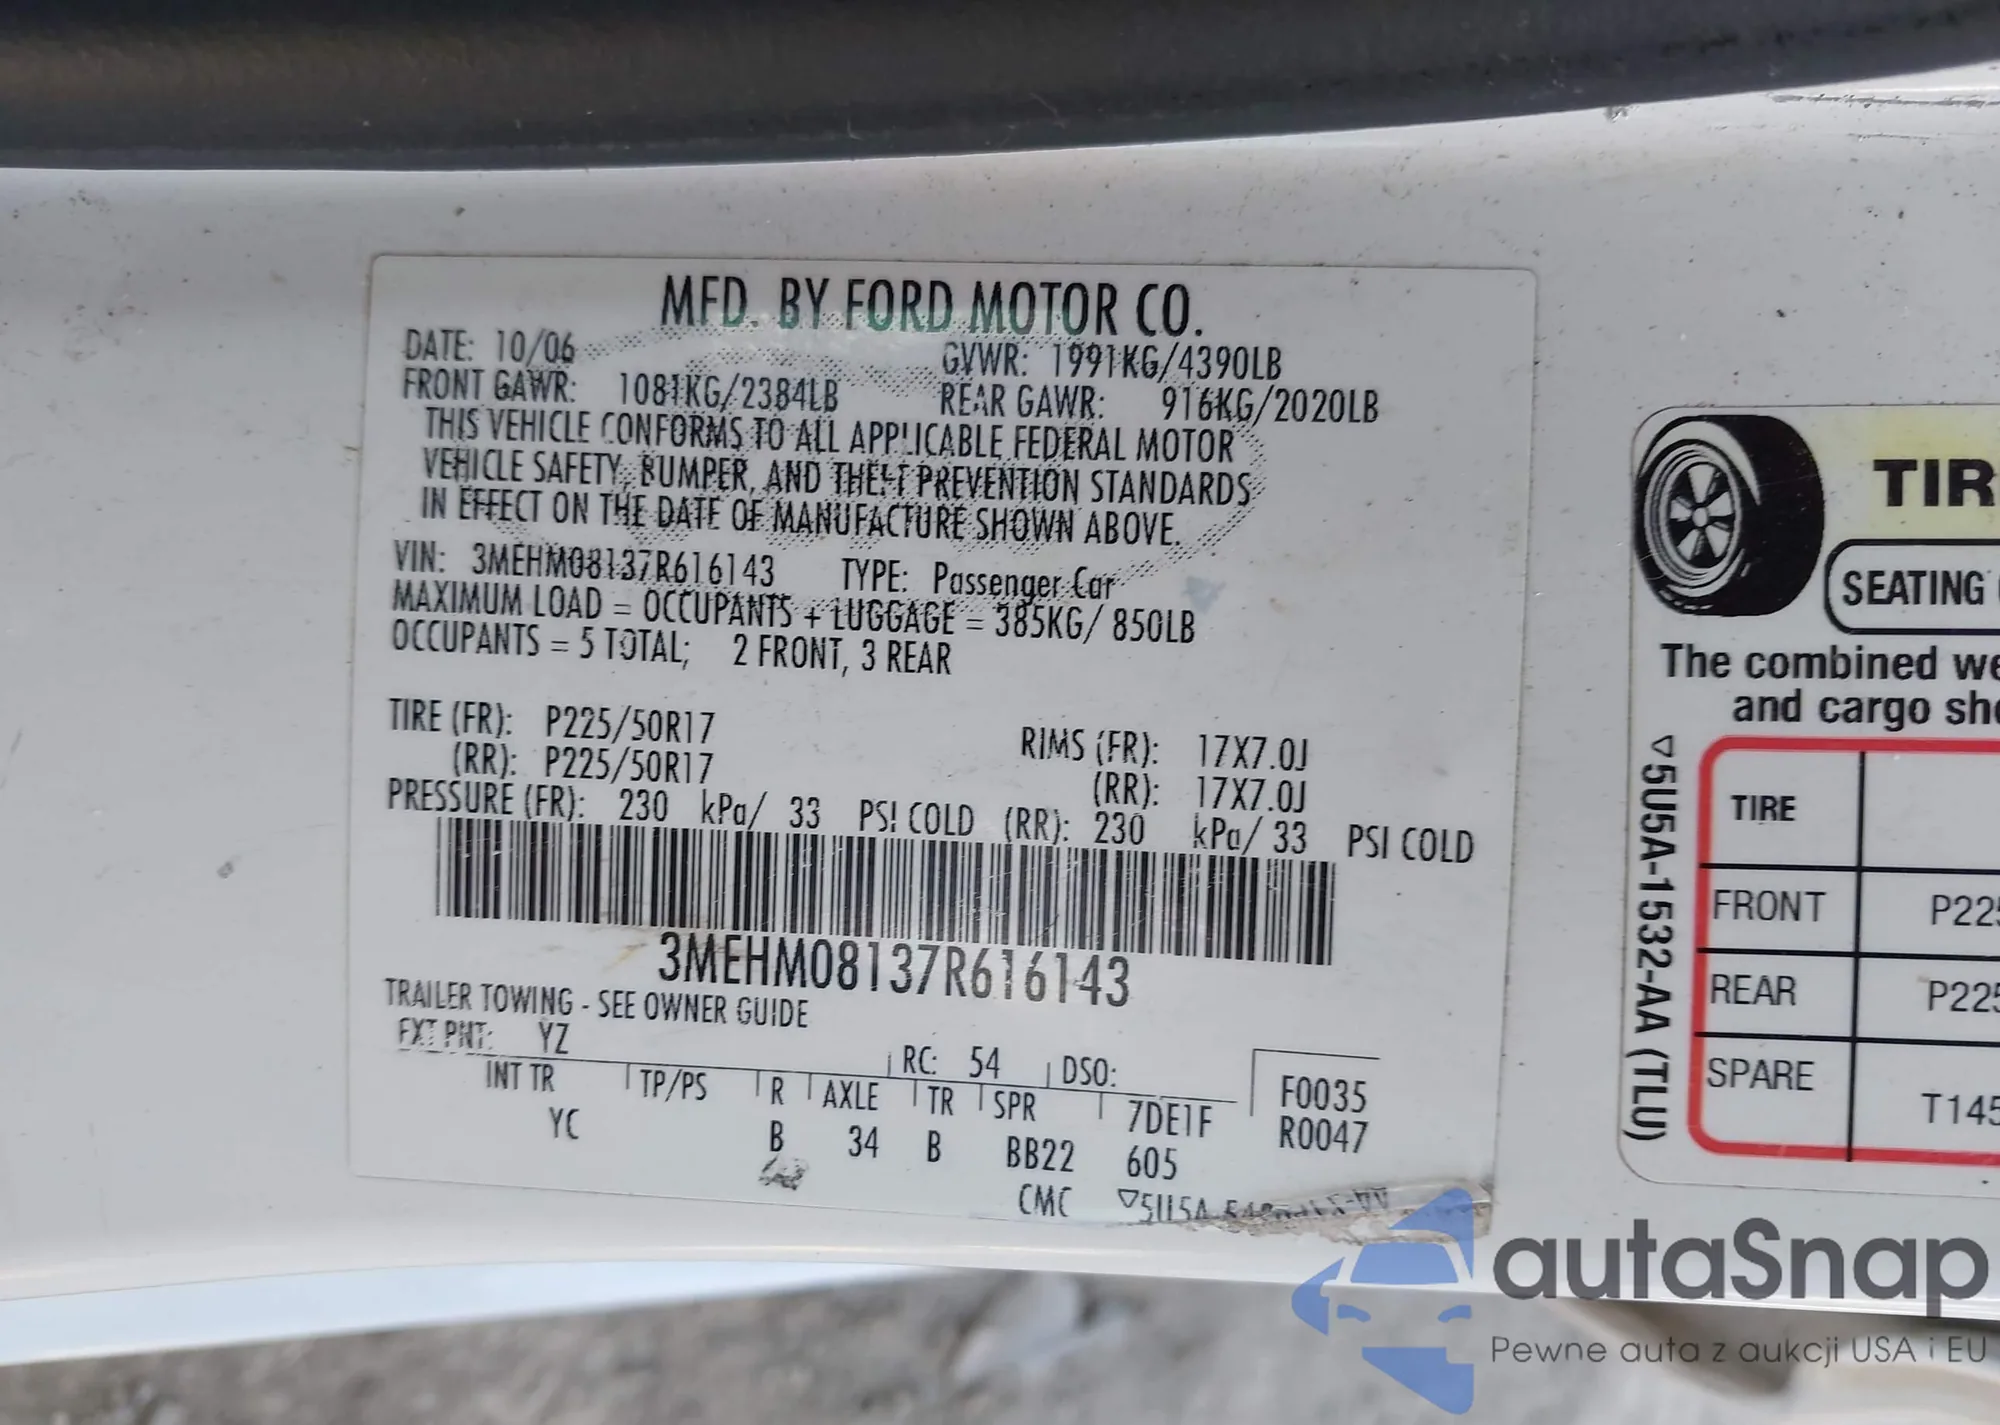 MFD. BY FORD MOTOR CO.
DATE: 10/06 GVWR: 1991KG/4390LB
FRONT GAWR: 1081KG/2384LB REAR GAWR: 916KG/2020LB
THIS VEHICLE CONFORMS TO ALL APPLICABLE FEDERAL MOTOR
VEHICLE SAFETY, BUMPER, AND THEFT PREVENTION STANDARDS
IN EFFECT ON THE DATE OF MANUFACTURE SHOWN ABOVE.
VIN: 3MEHM08137R616143 TYPE: Passenger Car
MAXIMUM LOAD = OCCUPANTS + LUGGAGE = 385KG/ 850LB
OCCUPANTS = 5 TOTAL; 2 FRONT, 3 REAR
TIRE (FR): P225/50R17 RIMS (FR): 17X7.0J
(RR): P225/50R17 (RR): 17X7.0J
PRESSURE (FR): 230 kPa/ 33 PSI COLD (RR): 230 kPa/ 33 PSI COLD
3MEHM08137R616143
TRAILER TOWING - SEE OWNER GUIDE
EXT PNT: YZ RC: 54 DSO: F0035
INT TR TP/PS R AXLE TR SPR 7DE1F R0047
YC B 34 B BB22 605
CMC ▽5U5A
TIR
SEATING
The combined we
and cargo sho
▽5U5A-1532-AA (TLU)
TIRE
FRONT P225
REAR P225
SPARE T145
autaSnap
Pewne auta z aukcji USA i EU